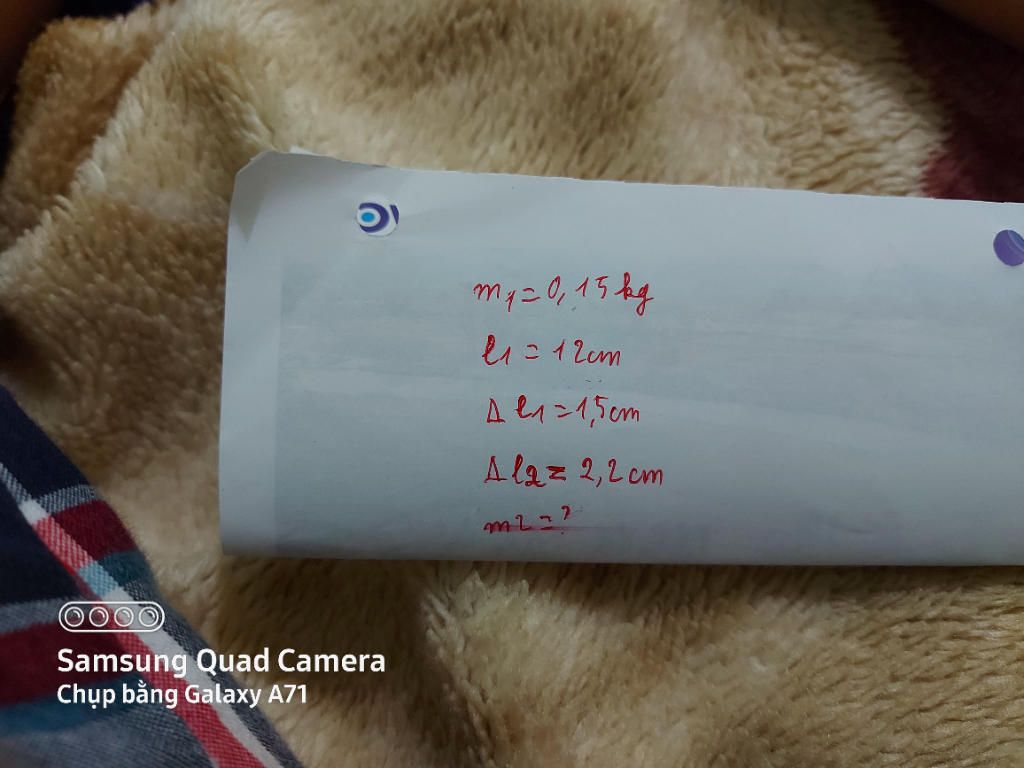 m1 = 0,15 kg
l1 = 12cm
Δ l1 = 1,5cm
Δ l2 = 2,2 cm
m2 = ?
Samsung Quad Camera
Chụp bằng Galaxy A71